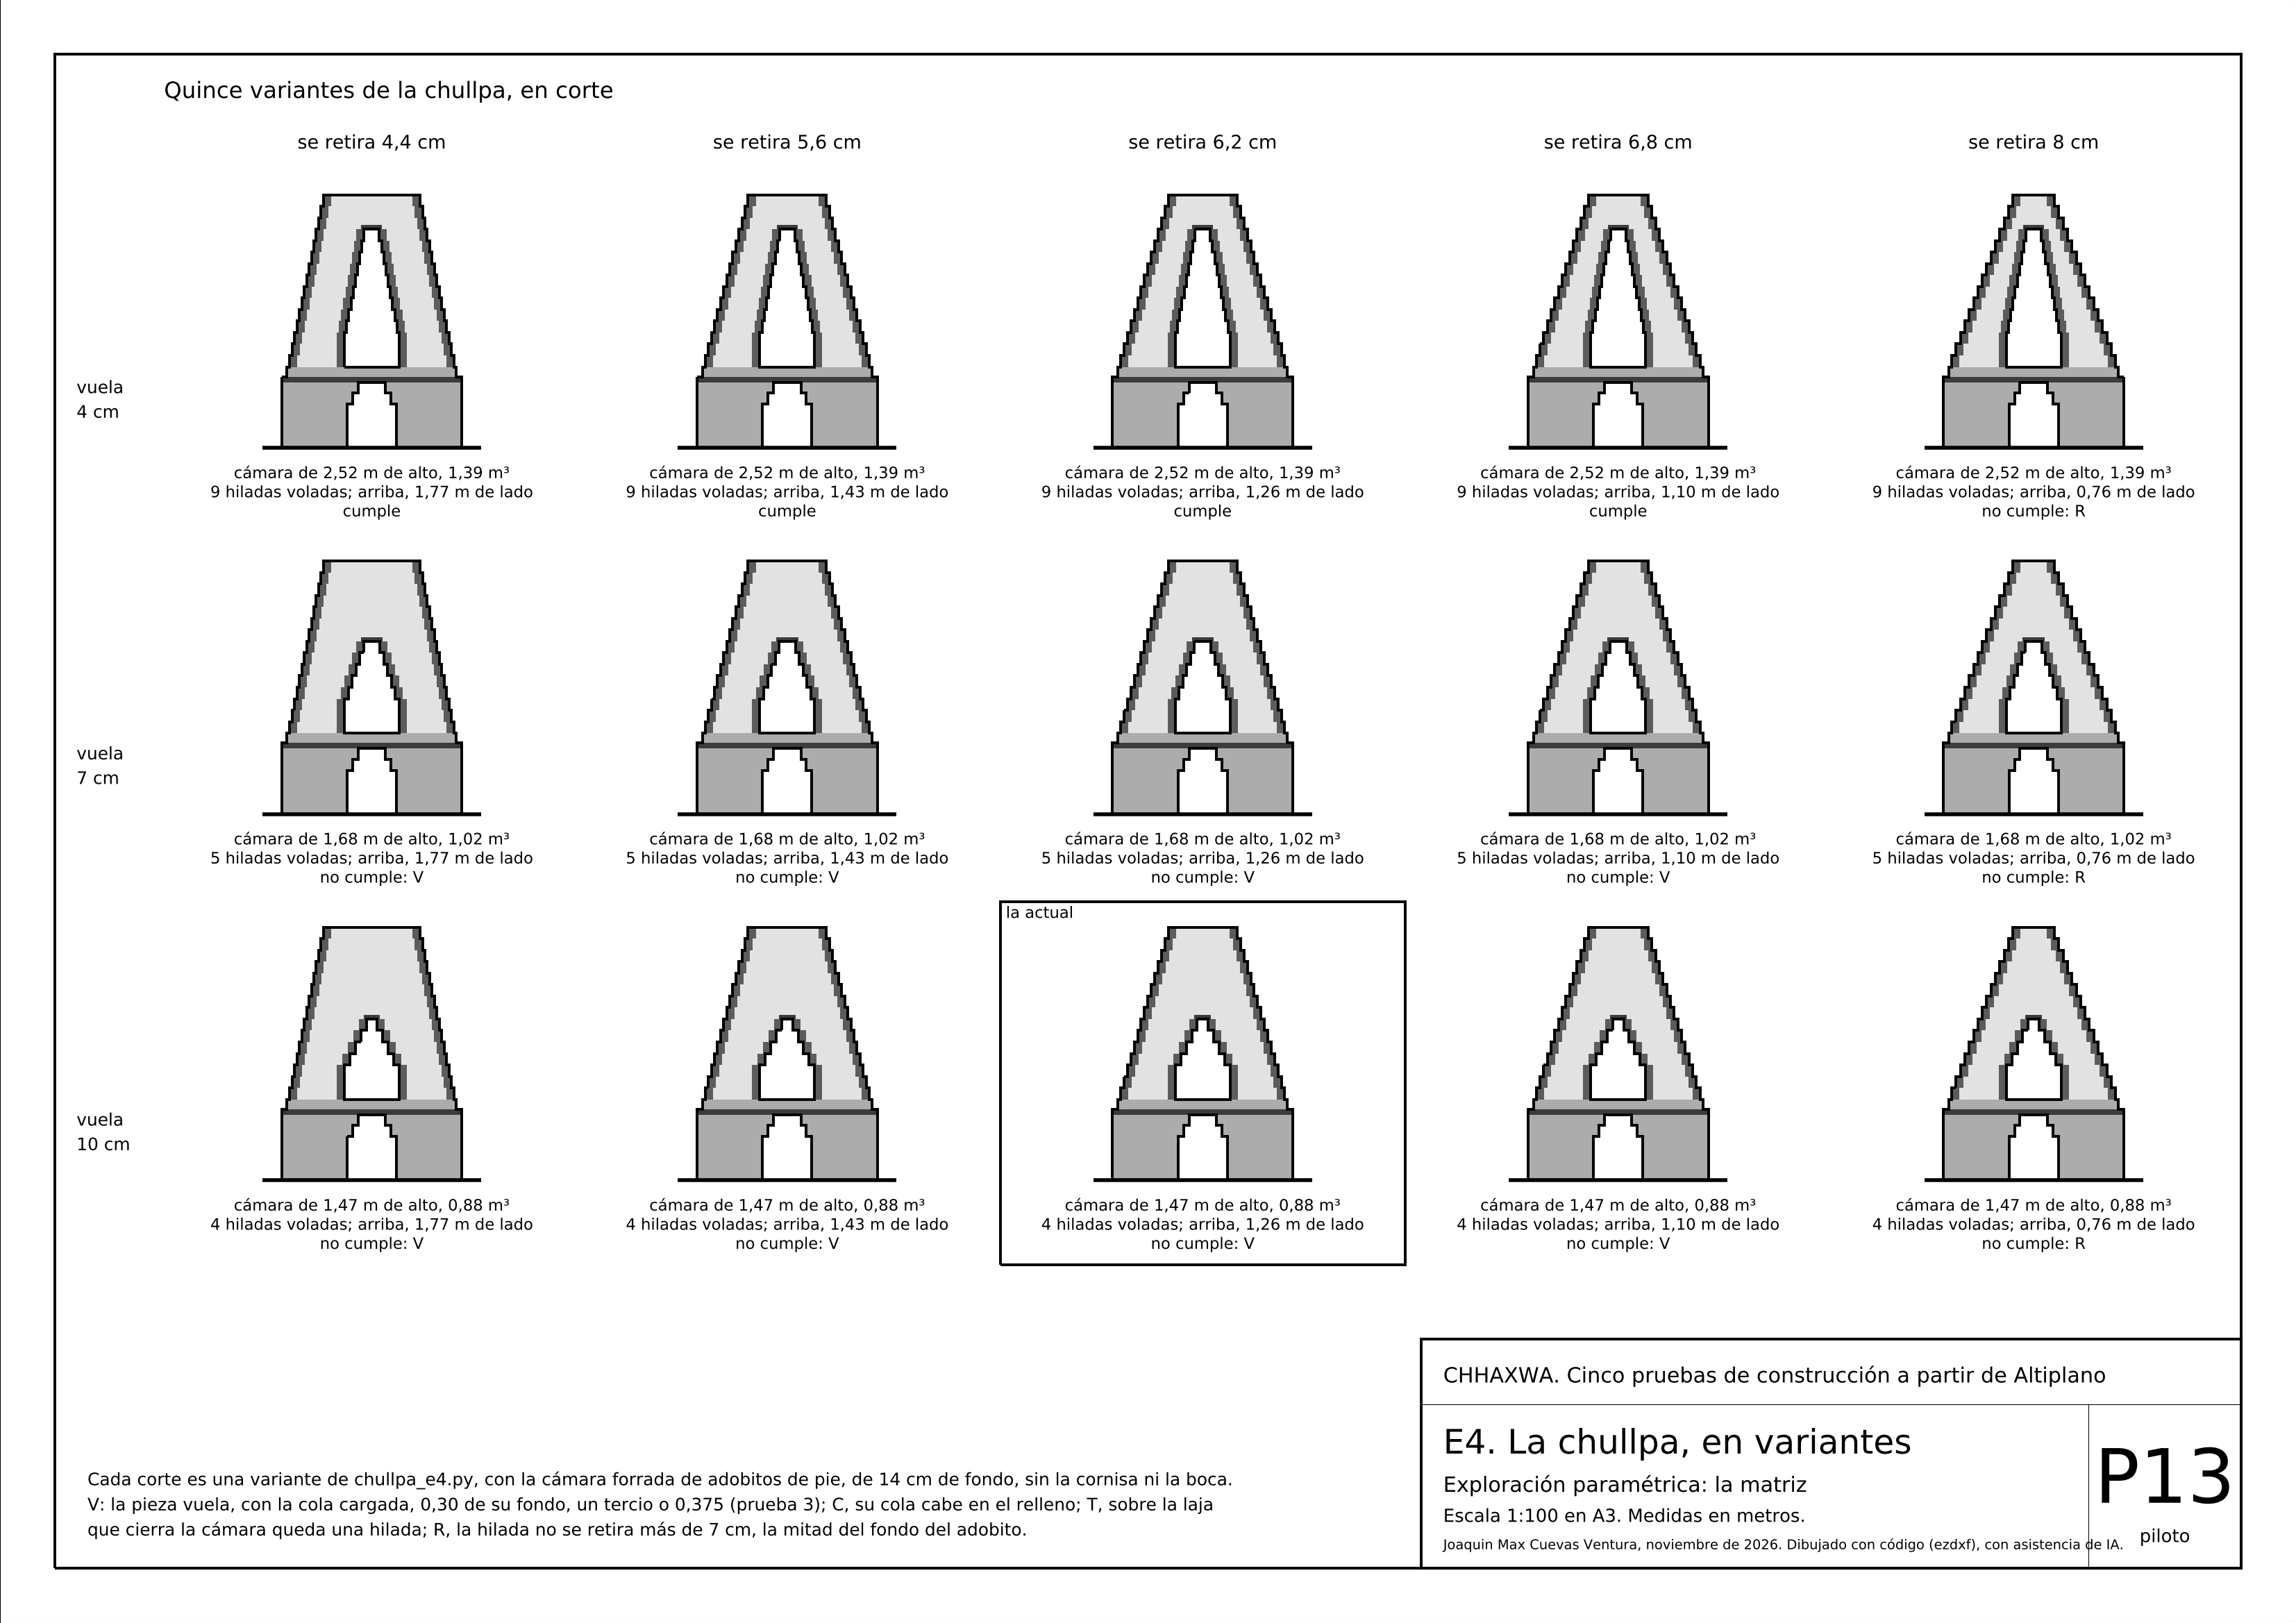 Quince variantes de la chullpa, en corte
se retira 4,4 cm
se retira 5,6 cm
se retira 6,2 cm
se retira 6,8 cm
se retira 8 cm
vuela
4 cm
cámara de 2,52 m de alto, 1,39 m³
9 hiladas voladas; arriba, 1,77 m de lado
cumple
cámara de 2,52 m de alto, 1,39 m³
9 hiladas voladas; arriba, 1,43 m de lado
cumple
cámara de 2,52 m de alto, 1,39 m³
9 hiladas voladas; arriba, 1,26 m de lado
cumple
cámara de 2,52 m de alto, 1,39 m³
9 hiladas voladas; arriba, 1,10 m de lado
cumple
cámara de 2,52 m de alto, 1,39 m³
9 hiladas voladas; arriba, 0,76 m de lado
no cumple: R
vuela
7 cm
cámara de 1,68 m de alto, 1,02 m³
5 hiladas voladas; arriba, 1,77 m de lado
no cumple: V
cámara de 1,68 m de alto, 1,02 m³
5 hiladas voladas; arriba, 1,43 m de lado
no cumple: V
cámara de 1,68 m de alto, 1,02 m³
5 hiladas voladas; arriba, 1,26 m de lado
no cumple: V
cámara de 1,68 m de alto, 1,02 m³
5 hiladas voladas; arriba, 1,10 m de lado
no cumple: V
cámara de 1,68 m de alto, 1,02 m³
5 hiladas voladas; arriba, 0,76 m de lado
no cumple: R
la actual
vuela
10 cm
cámara de 1,47 m de alto, 0,88 m³
4 hiladas voladas; arriba, 1,77 m de lado
no cumple: V
cámara de 1,47 m de alto, 0,88 m³
4 hiladas voladas; arriba, 1,43 m de lado
no cumple: V
cámara de 1,47 m de alto, 0,88 m³
4 hiladas voladas; arriba, 1,26 m de lado
no cumple: V
cámara de 1,47 m de alto, 0,88 m³
4 hiladas voladas; arriba, 1,10 m de lado
no cumple: V
cámara de 1,47 m de alto, 0,88 m³
4 hiladas voladas; arriba, 0,76 m de lado
no cumple: R
Cada corte es una variante de chullpa_e4.py, con la cámara forrada de adobitos de pie, de 14 cm de fondo, sin la cornisa ni la boca.
V: la pieza vuela, con la cola cargada, 0,30 de su fondo, un tercio o 0,375 (prueba 3); C, su cola cabe en el relleno; T, sobre la laja
que cierra la cámara queda una hilada; R, la hilada no se retira más de 7 cm, la mitad del fondo del adobito.
CHHAXWA. Cinco pruebas de construcción a partir de Altiplano
E4. La chullpa, en variantes
Exploración paramétrica: la matriz
Escala 1:100 en A3. Medidas en metros.
Joaquin Max Cuevas Ventura, noviembre de 2026. Dibujado con código (ezdxf), con asistencia de IA.
P13
piloto